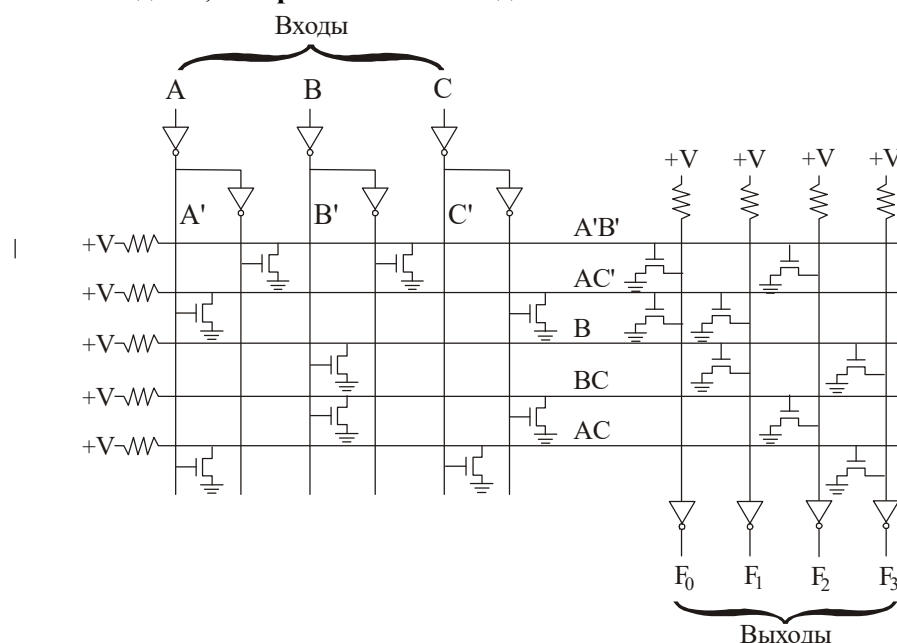 Входы
A B C
+V +V +V +V
A' B' C'
+V A'B'
+V AC'
B
+V
+V BC
+V AC
F0 F1 F2 F3
Выходы